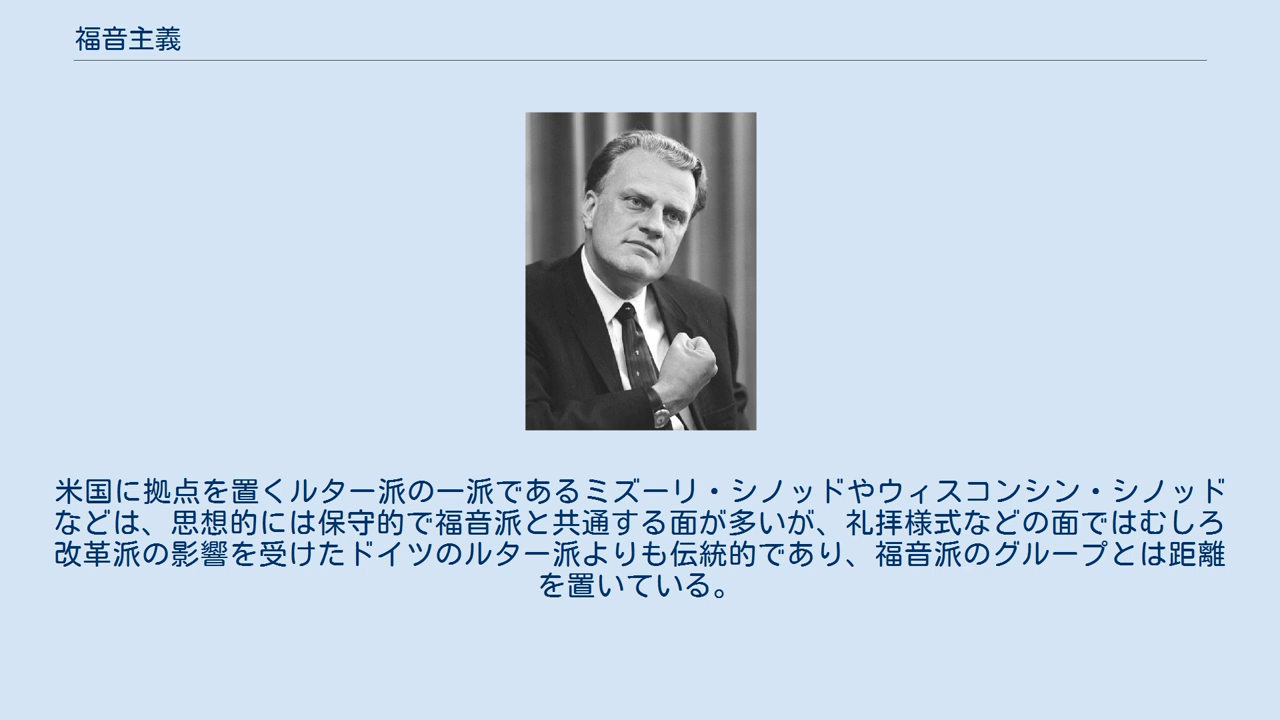 福音主義
米国に拠点を置くルター派の一派であるミズーリ・シノッドやウィスコンシン・シノッド
などは、思想的には保守的で福音派と共通する面が多いが、礼拝様式などの面ではむしろ
改革派の影響を受けたドイツのルター派よりも伝統的であり、福音派のグループとは距離
を置いている。